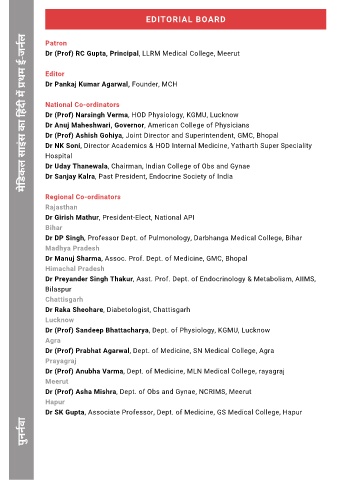 EDITORIAL BOARD
Patron
Dr (Prof) RC Gupta, Principal, LLRM Medical College, Meerut
Editor
Dr Pankaj Kumar Agarwal, Founder, MCH
National Co-ordinators
Dr (Prof) Narsingh Verma, HOD Physiology, KGMU, Lucknow
Dr Anuj Maheshwari, Governor, American College of Physicians
Dr (Prof) Ashish Gohiya, Joint Director and Superintendent, GMC, Bhopal
Dr NK Soni, Director Academics & HOD Internal Medicine, Yatharth Super Speciality
Hospital
Dr Uday Thanewala, Chairman, Indian College of Obs and Gynae
Dr Sanjay Kalra, Past President, Endocrine Society of India
Regional Co-ordinators
Rajasthan
Dr Girish Mathur, President-Elect, National API
Bihar
Dr DP Singh, Professor Dept. of Pulmonology, Darbhanga Medical College, Bihar
Madhya Pradesh
Dr Manuj Sharma, Assoc. Prof. Dept. of Medicine, GMC, Bhopal
Himachal Pradesh
Dr Preyander Singh Thakur, Asst. Prof. Dept. of Endocrinology & Metabolism, AIIMS,
Bilaspur
Chattisgarh
Dr Raka Sheohare, Diabetologist, Chattisgarh
Lucknow
Dr (Prof) Sandeep Bhattacharya, Dept. of Physiology, KGMU, Lucknow
Agra
Dr (Prof) Prabhat Agarwal, Dept. of Medicine, SN Medical College, Agra
Prayagraj
Dr (Prof) Anubha Varma, Dept. of Medicine, MLN Medical College, rayagraj
Meerut
Dr (Prof) Asha Mishra, Dept. of Obs and Gynae, NCRIMS, Meerut
Hapur
Dr SK Gupta, Associate Professor, Dept. of Medicine, GS Medical College, Hapur
मेडिकल साइंस का हिंदी में प्रथम ई-जर्नल
पुनर्नवा